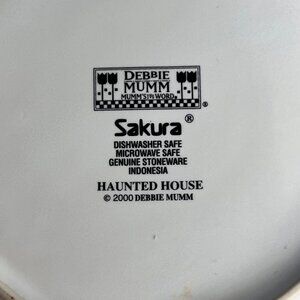 DEBBIE
MUMM
MUMM'S THE WORD®
Sakura®
DISHWASHER SAFE
MICROWAVE SAFE
GENUINE STONEWARE
INDONESIA
HAUNTED HOUSE
© 2000 DEBBIE MUMM